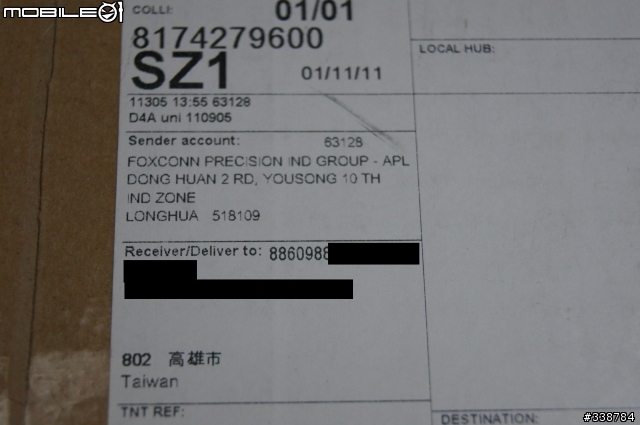 MOBILE01
COLLI: 01/01
8174279600
SZ1 01/11/11
11305 13:55 63128
D4A uni 110905
Sender account: 63128
FOXCONN PRECISION IND GROUP - APL
DONG HUAN 2 RD, YOUSONG 10 TH
IND ZONE
LONGHUA 518109
Receiver/Deliver to: 8860988
802 高雄市
Taiwan
TNT REF:
LOCAL HUB:
DESTINATION:
#338784